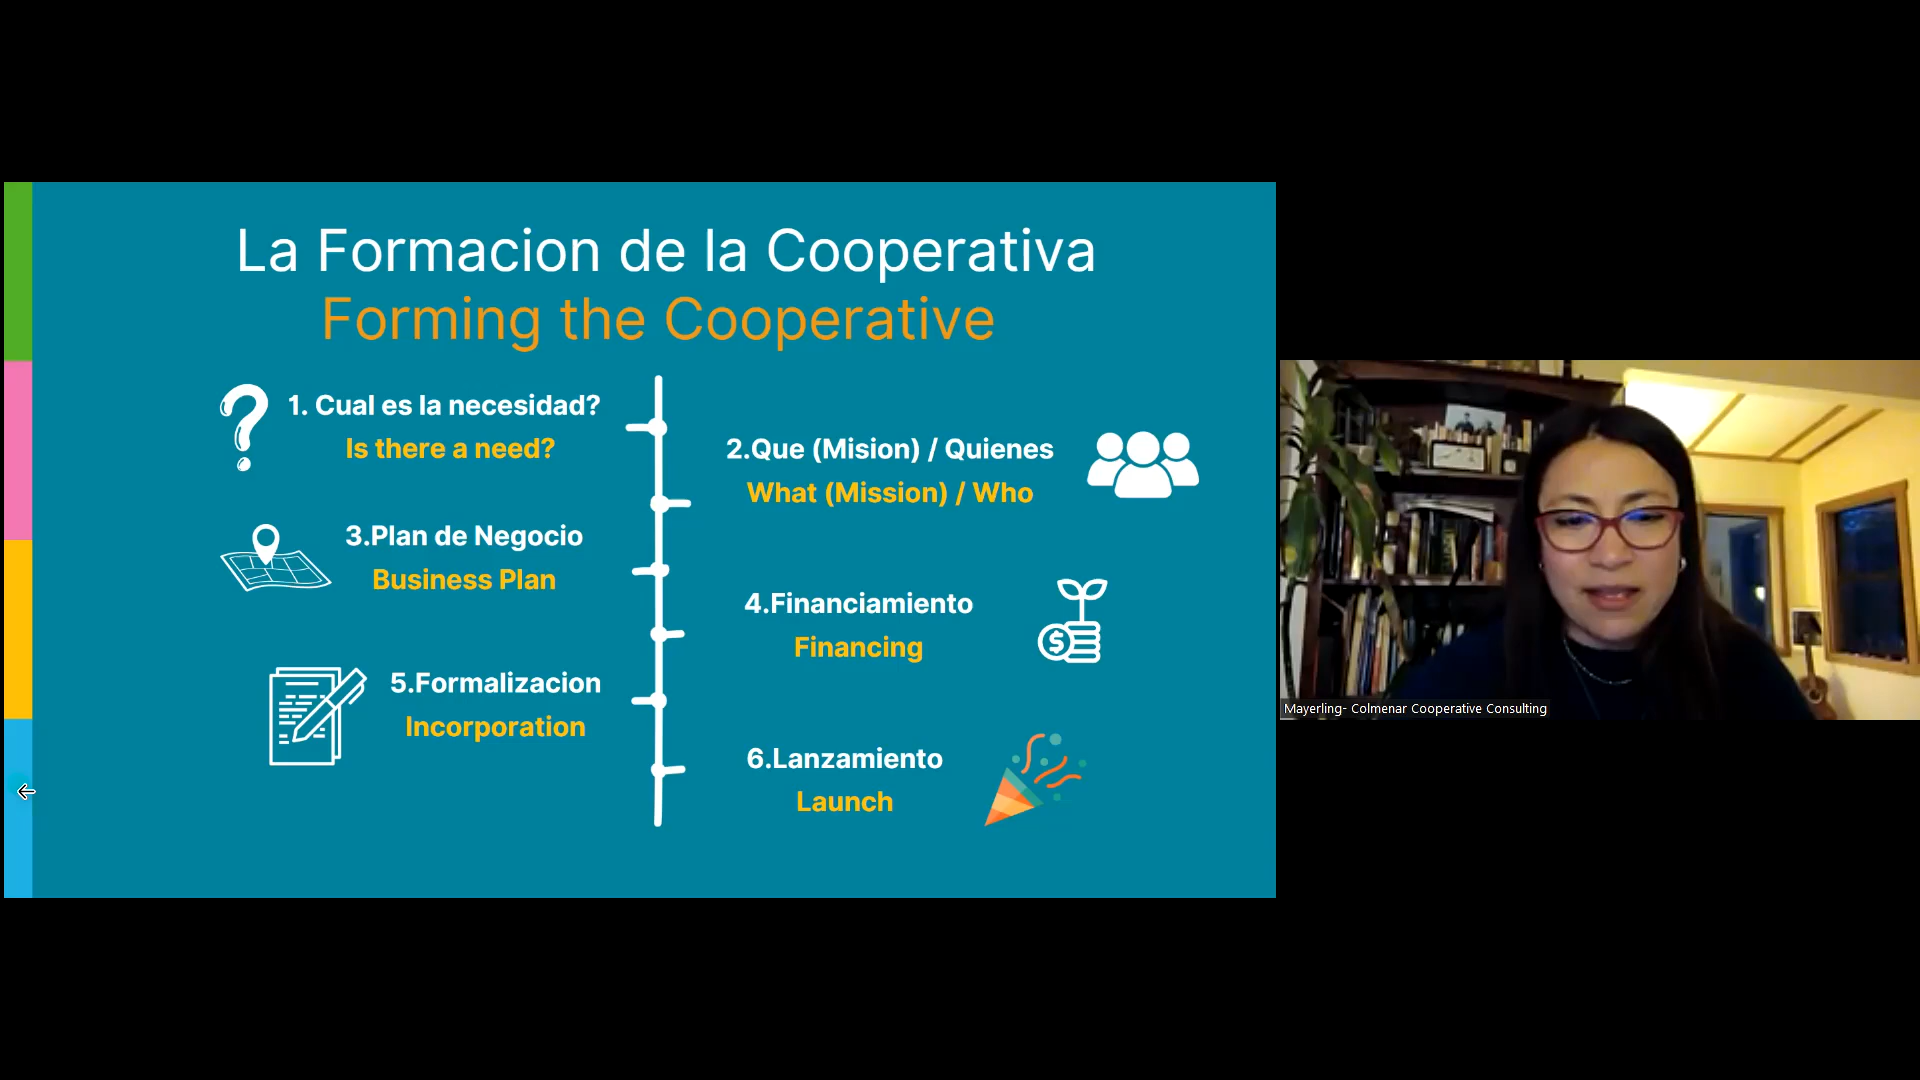 La Formacion de la Cooperativa
Forming the Cooperative
1. Cual es la necesidad?
Is there a need?
2.Que (Mision) / Quienes
What (Mission) / Who
3.Plan de Negocio
Business Plan
4.Financiamiento
Financing
$
5.Formalizacion
Incorporation
6.Lanzamiento
Launch
Mayerling- Colmenar Cooperative Consulting